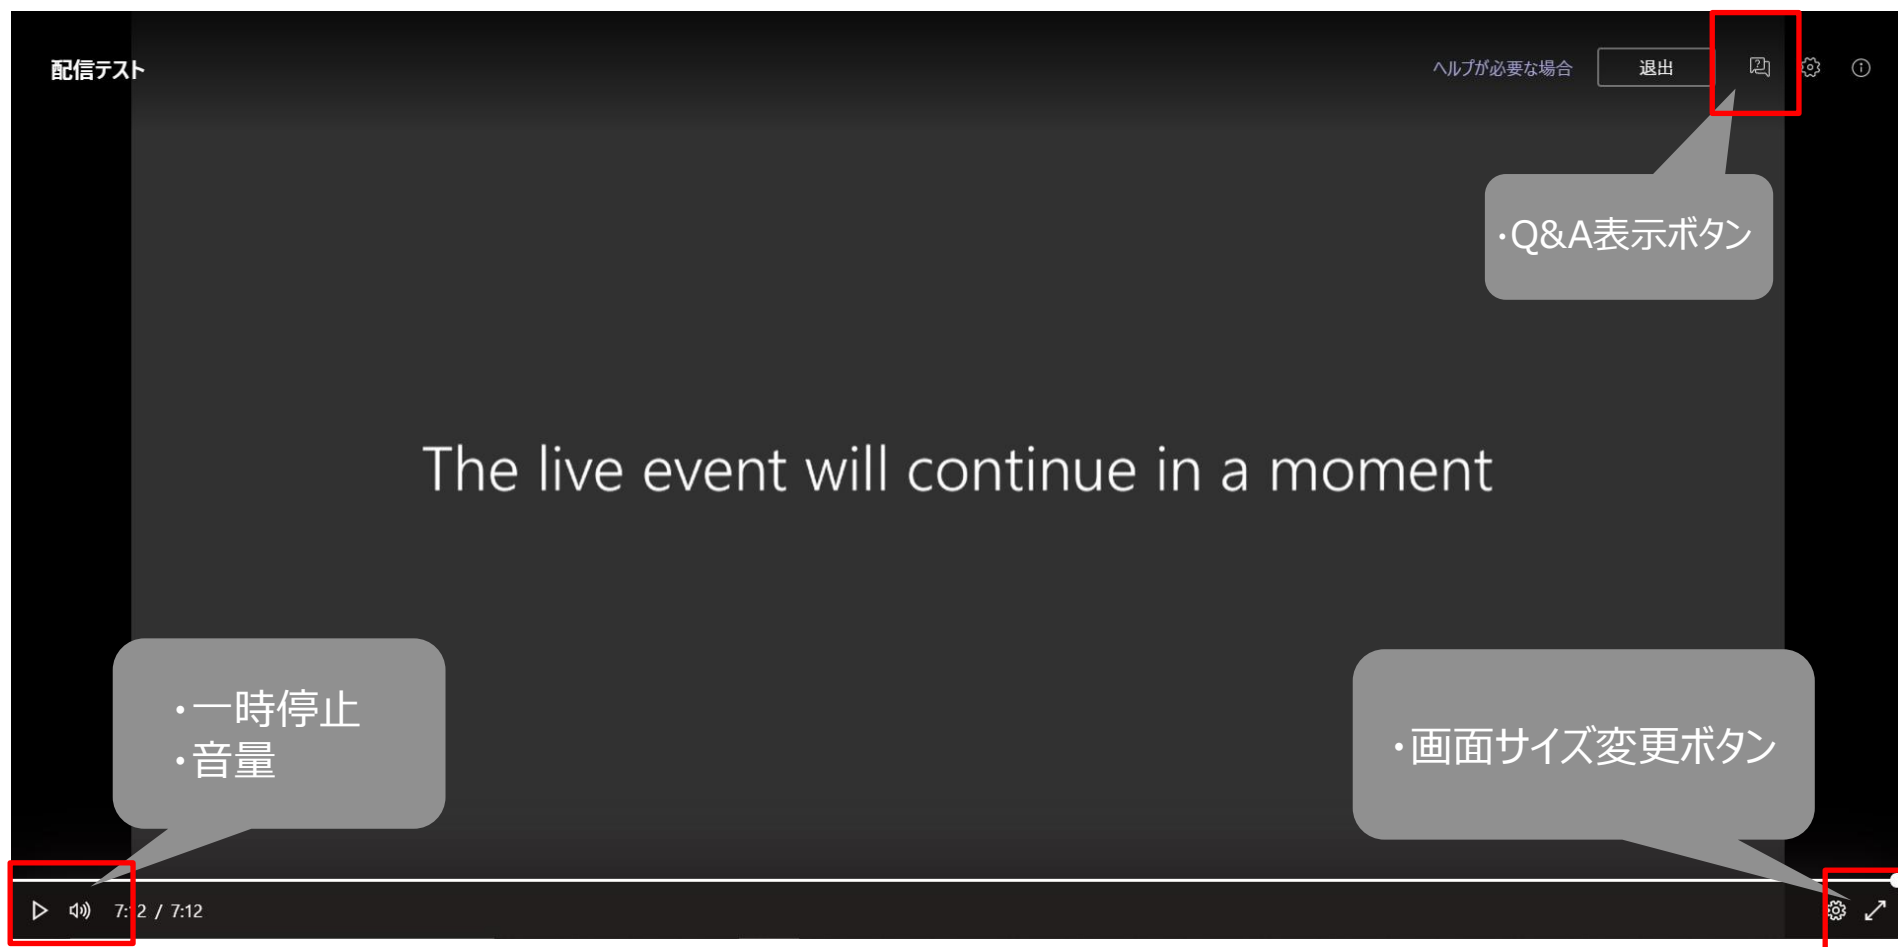 配信テスト
ヘルプが必要な場合
退出
・Q&A表示ボタン
The live event will continue in a moment
・一時停止
・音量
・画面サイズ変更ボタン
7:12 / 7:12